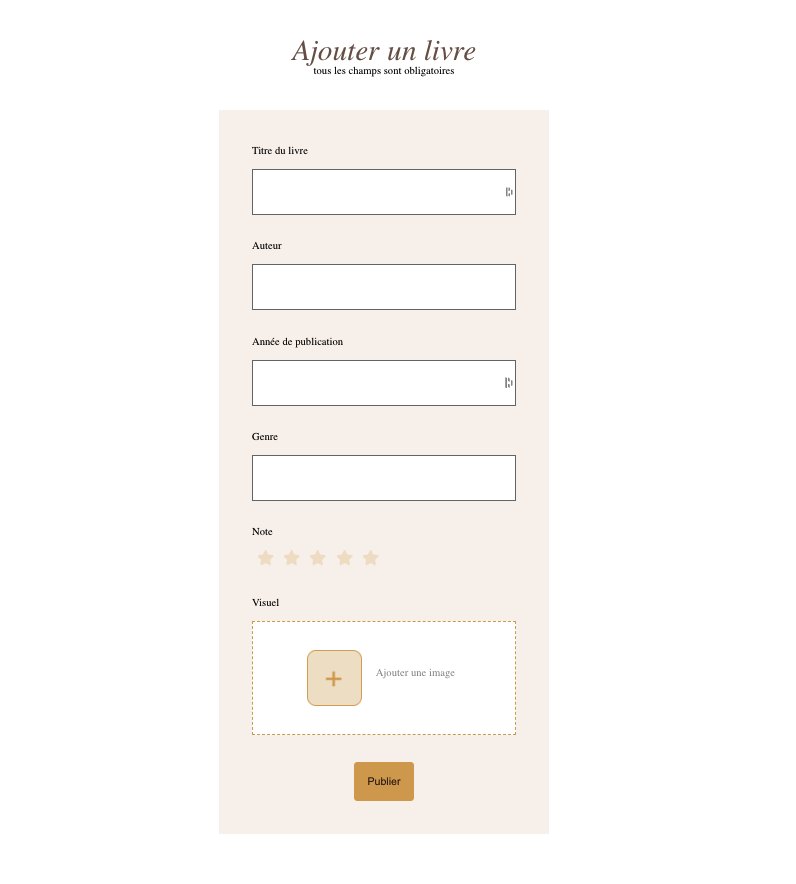 Ajouter un livre
tous les champs sont obligatoires
Titre du livre
Auteur
Année de publication
Genre
Note
Visuel
+ Ajouter une image
Publier